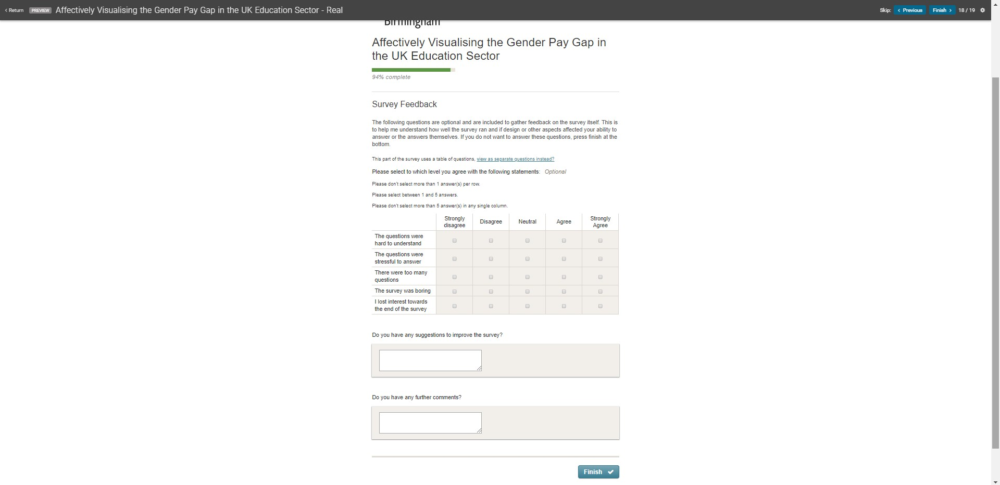 Return PREVIEW Affectively Visualising the Gender Pay Gap in the UK Education Sector - Real Skip: Previous Finish 18 / 19
Birmingham
Affectively Visualising the Gender Pay Gap in
the UK Education Sector
94% complete
Survey Feedback
The following questions are optional and are included to gather feedback on the survey itself. This is
to help me understand how well the survey ran and if design or other aspects affected your ability to
answer or the answers themselves. If you do not want to answer these questions, press finish at the
bottom.
This part of the survey uses a table of questions, view as separate questions instead?
Please select to which level you agree with the following statements: Optional
Please don't select more than 1 answer(s) per row.
Please select between 1 and 5 answers.
Please don't select more than 5 answer(s) in any single column.
Strongly
disagree
Disagree
Neutral
Agree
Strongly
Agree
The questions were
hard to understand
The questions were
stressful to answer
There were too many
questions
The survey was boring
I lost interest towards
the end of the survey
Do you have any suggestions to improve the survey?
Do you have any further comments?
Finish